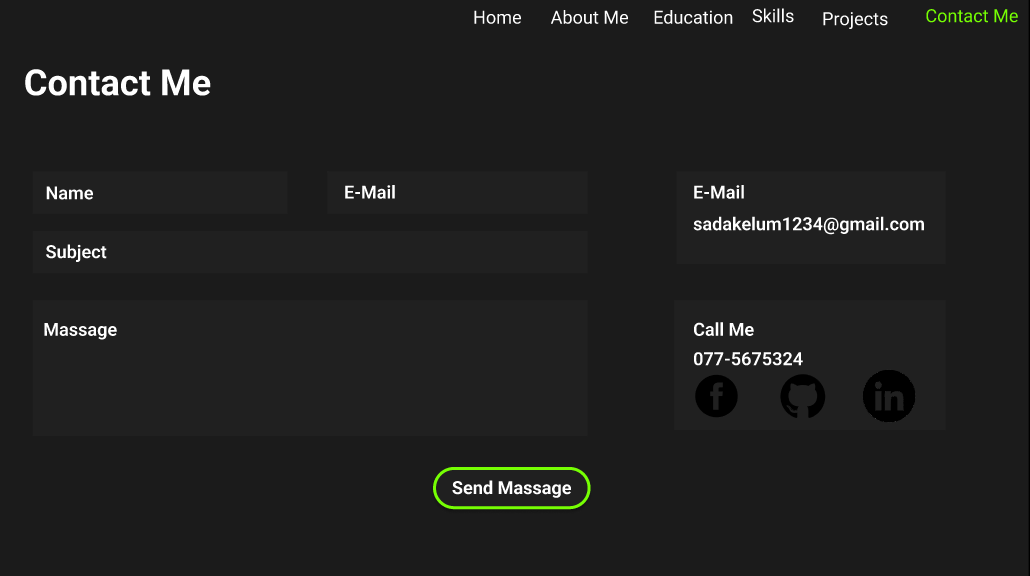 Home About Me Education Skills Projects Contact Me
Contact Me
Name
E-Mail
Subject
Massage
E-Mail
sadakelum1234@gmail.com
Call Me
077-5675324
f in
Send Massage